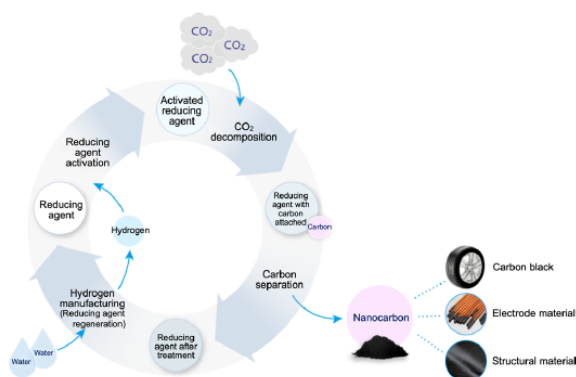 CO₂
CO₂
CO₂
Activated
reducing
agent
CO₂
decomposition
Reducing
agent
activation
Reducing
agent with
carbon
attached
Carbon
Reducing
agent
Hydrogen
Carbon
separation
Carbon black
Hydrogen
manufacturing
(Reducing agent
regeneration)
Nanocarbon
Electrode material
Reducing
agent after
treatment
Water
Water
Structural material